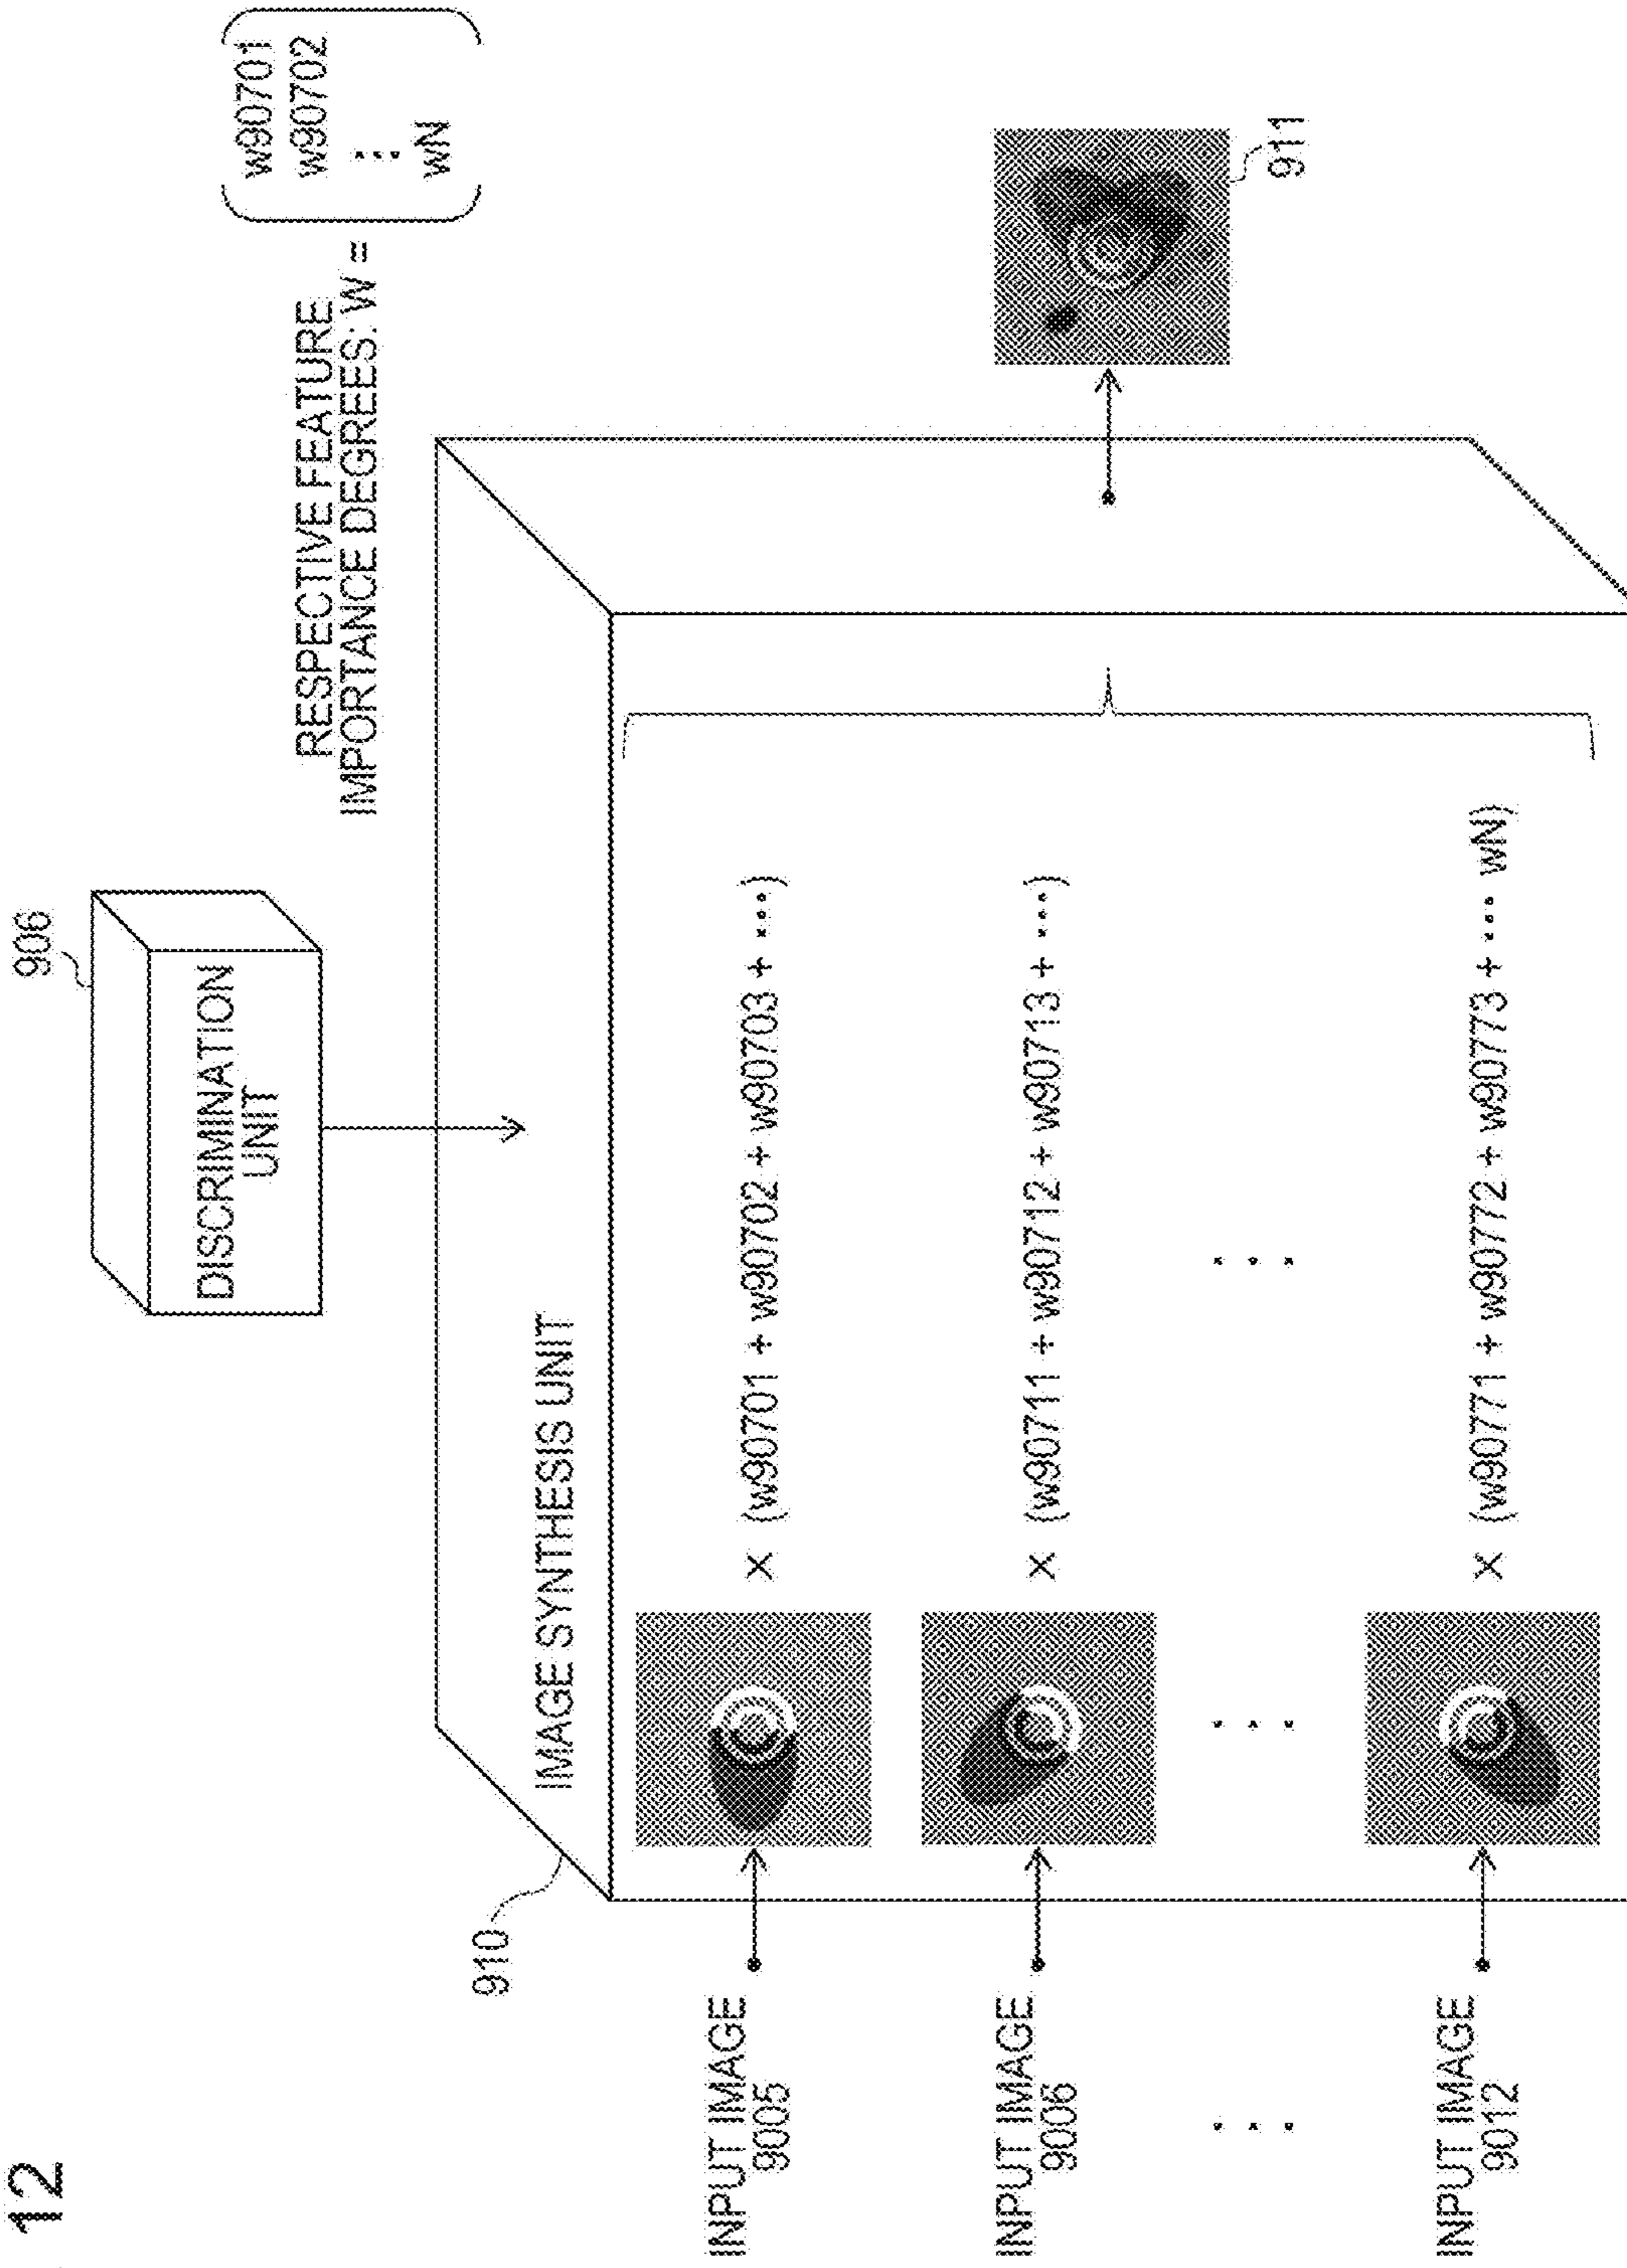 12
906
DISCRIMINATION
UNIT
RESPECTIVE FEATURE
IMPORTANCE DEGREES: W =
w90701
w90702
...
wN
910
IMAGE SYNTHESIS UNIT
INPUT IMAGE
9005
× (w90701 + w90702 + w90703 + ...)
INPUT IMAGE
9006
× (w90711 + w90712 + w90713 + ...)
...
...
...
INPUT IMAGE
9012
× (w90771 + w90772 + w90773 + ... wN)
911